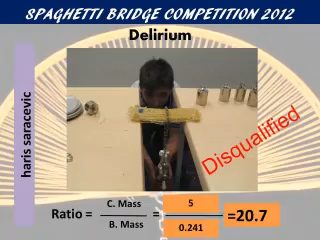 SPAGHETTI BRIDGE COMPETITION 2012
Delirium
haris saracevic
Disqualified
Ratio = C. Mass / B. Mass = 5 / 0.241 =20.7